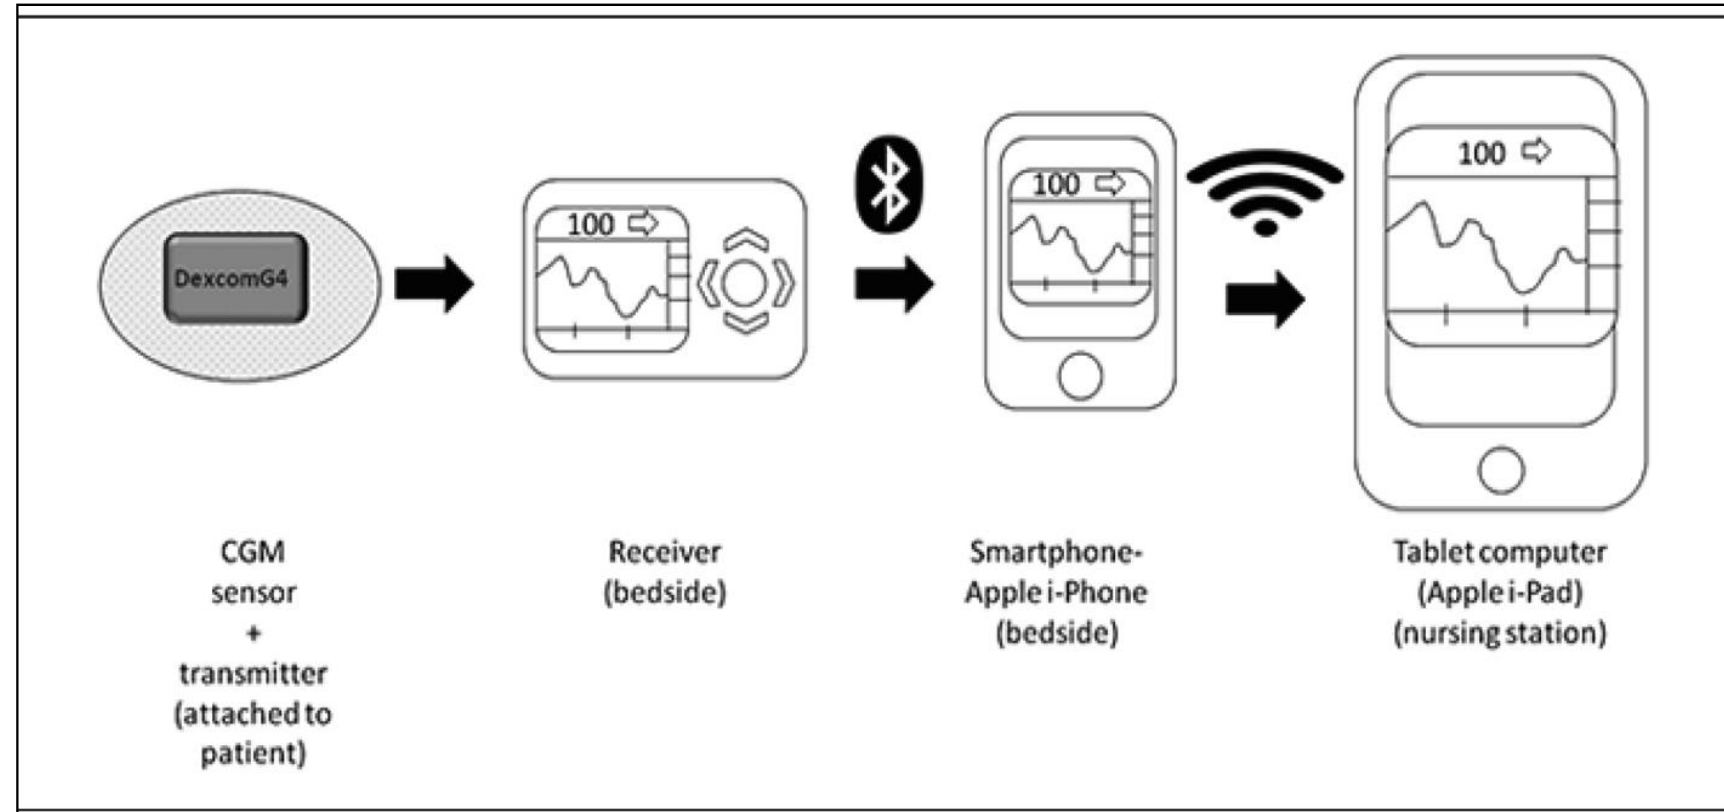 DexcomG4
100
100
100
CGM
sensor
+
transmitter
(attached to
patient)
Receiver
(bedside)
Smartphone-
Apple i-Phone
(bedside)
Tablet computer
(Apple i-Pad)
(nursing station)